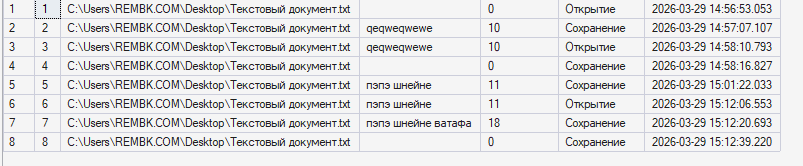 1 1 C:\Users\REMBK.COM\Desktop\Текстовый документ.txt 0 Открытие 2026-03-29 14:56:53.053
2 2 C:\Users\REMBK.COM\Desktop\Текстовый документ.txt qeqweqwewe 10 Сохранение 2026-03-29 14:57:07.107
3 3 C:\Users\REMBK.COM\Desktop\Текстовый документ.txt qeqweqwewe 10 Открытие 2026-03-29 14:58:10.793
4 4 C:\Users\REMBK.COM\Desktop\Текстовый документ.txt 0 Сохранение 2026-03-29 14:58:16.827
5 5 C:\Users\REMBK.COM\Desktop\Текстовый документ.txt пэпэ шнейне 11 Сохранение 2026-03-29 15:01:22.033
6 6 C:\Users\REMBK.COM\Desktop\Текстовый документ.txt пэпэ шнейне 11 Открытие 2026-03-29 15:12:06.553
7 7 C:\Users\REMBK.COM\Desktop\Текстовый документ.txt пэпэ шнейне ватафа 18 Сохранение 2026-03-29 15:12:20.693
8 8 C:\Users\REMBK.COM\Desktop\Текстовый документ.txt 0 Сохранение 2026-03-29 15:12:39.220